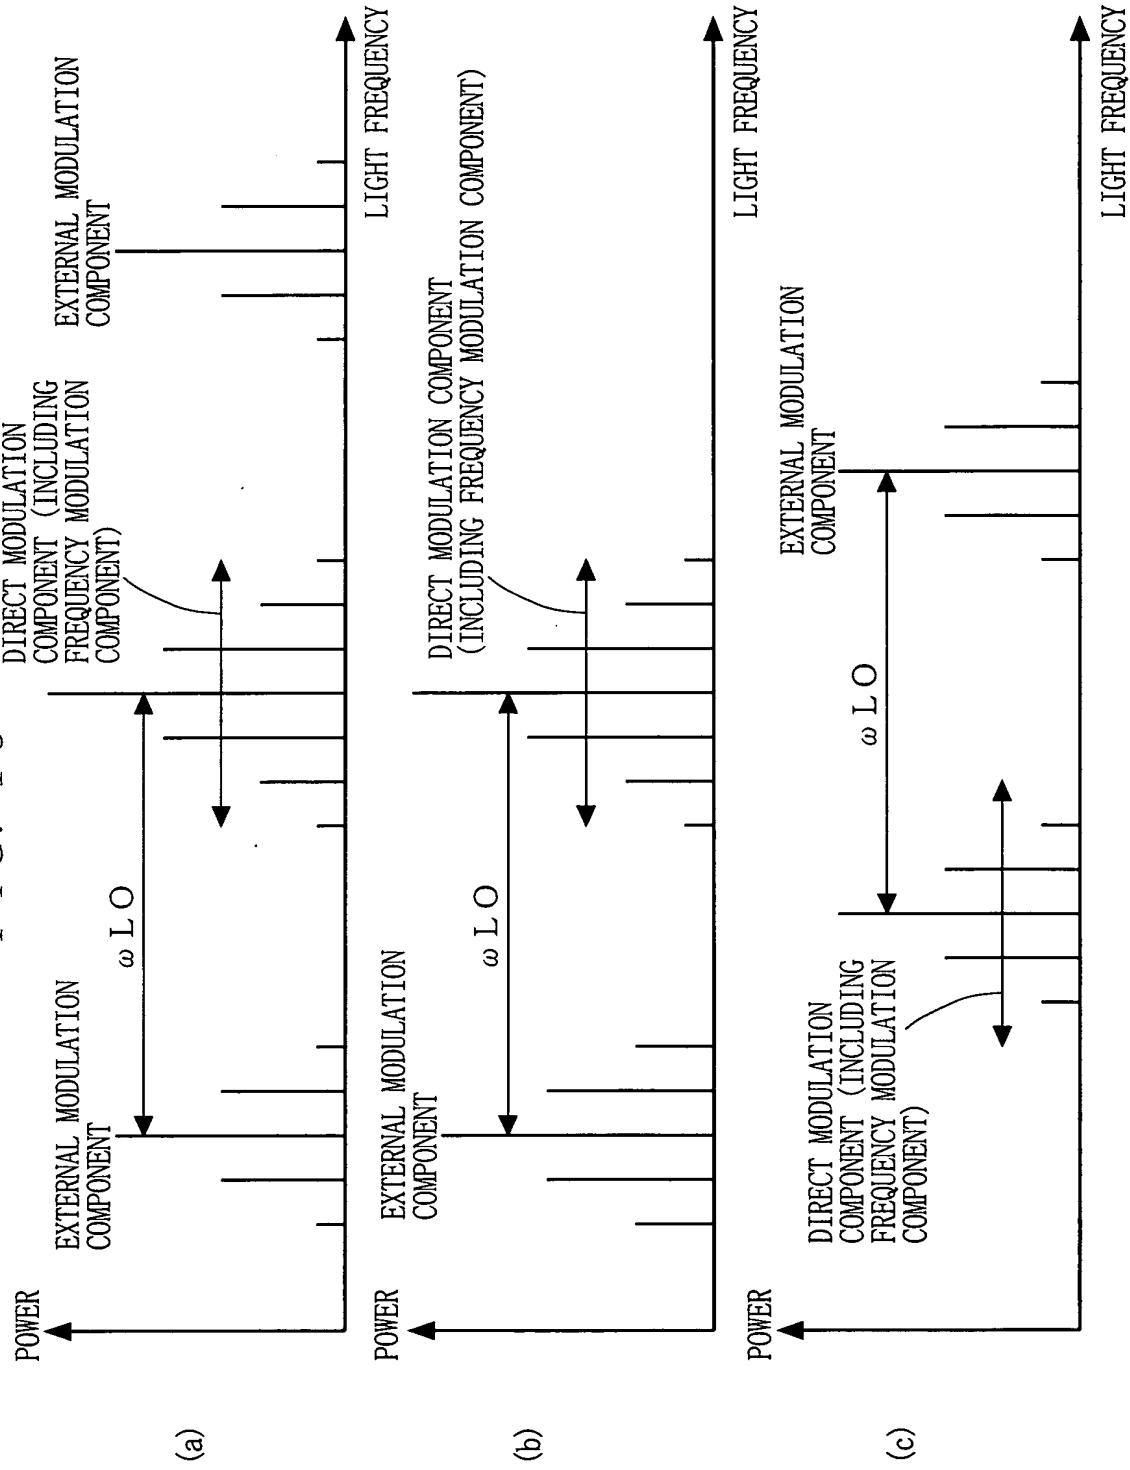 (a)
POWER
EXTERNAL MODULATION
COMPONENT
ω L O
DIRECT MODULATION
COMPONENT (INCLUDING
FREQUENCY MODULATION
COMPONENT)
EXTERNAL MODULATION
COMPONENT
LIGHT FREQUENCY
(b)
POWER
EXTERNAL MODULATION
COMPONENT
ω L O
DIRECT MODULATION COMPONENT
(INCLUDING FREQUENCY MODULATION COMPONENT)
LIGHT FREQUENCY
(c)
POWER
DIRECT MODULATION
COMPONENT (INCLUDING
FREQUENCY MODULATION
COMPONENT)
ω L O
EXTERNAL MODULATION
COMPONENT
LIGHT FREQUENCY